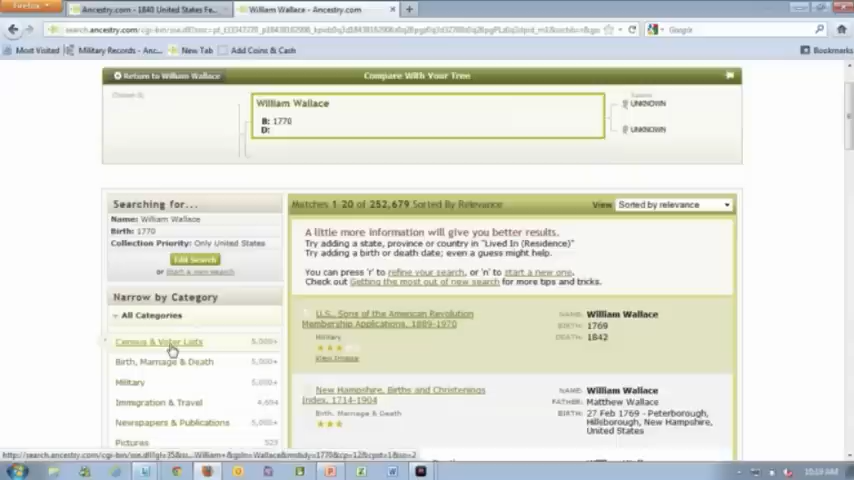 Firefox
Ancestry.com - 1840 United States Fe...
William Wallace - Ancestry.com
Google
Most Visited
Military Records - Anc...
New Tab
Add Coins & Cash
Bookmarks
Return to William Wallace
Compare With Your Tree
William Wallace
B: 1770
D:
UNKNOWN
UNKNOWN
Searching for...
Name: William Wallace
Birth: 1770
Collection Priority: Only United States
Edit Search
or Start a new search
Narrow by Category
All Categories
Census & Voter Lists 5,000+
Birth, Marriage & Death 5,000+
Military 5,000+
Immigration & Travel 4,694
Newspapers & Publications 5,000+
Pictures 523
Matches 1-20 of 252,679 Sorted By Relevance
View Sorted by relevance
A little more information will give you better results.
Try adding a state, province or country in "Lived In (Residence)"
Try adding a birth or death date; even a guess might help.
You can press 'r' to refine your search, or 'n' to start a new one.
Check out Getting the most out of new search for more tips and tricks.
U.S., Sons of the American Revolution
Membership Applications, 1889-1970
Military
View Image
NAME: William Wallace
BIRTH: 1769
DEATH: 1842
New Hampshire, Births and Christenings
Index, 1714-1904
Birth, Marriage & Death
NAME: William Wallace
FATHER: Matthew Wallace
BIRTH: 27 Feb 1769 - Peterborough,
Hillsborough, New Hampshire,
United States
10:19 AM